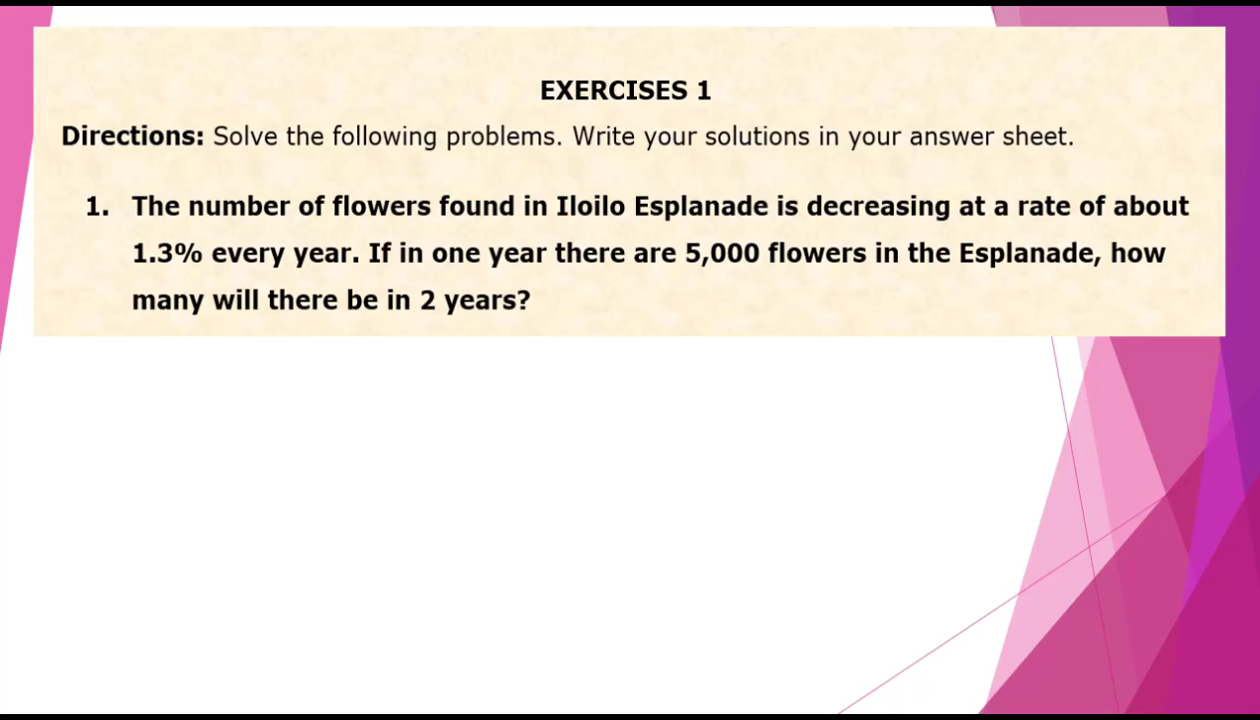 EXERCISES 1
Directions: Solve the following problems. Write your solutions in your answer sheet.
1. The number of flowers found in Iloilo Esplanade is decreasing at a rate of about
1.3% every year. If in one year there are 5,000 flowers in the Esplanade, how
many will there be in 2 years?